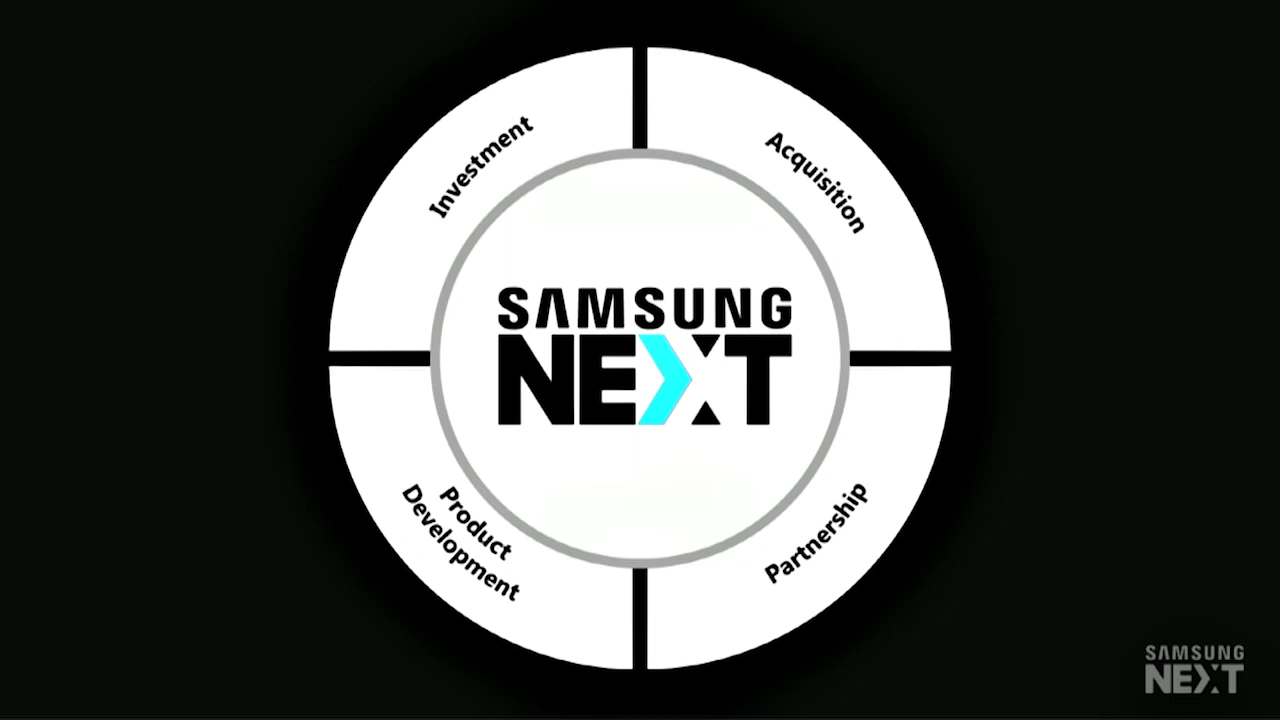 Investment
Acquisition
SAMSUNG
NEXT
Product
Development
Partnership
SAMSUNG
NEXT